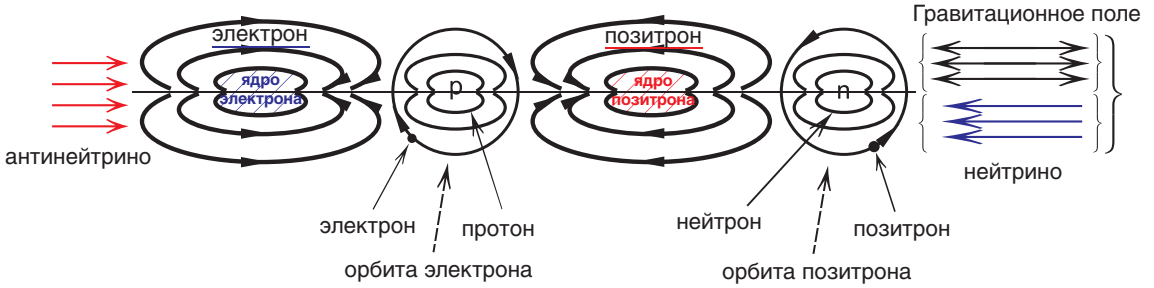 Гравитационное поле
электрон
позитрон
ядро
электрона
p
ядро
позитрона
n
антинейтрино
нейтрино
электрон
протон
нейтрон
позитрон
орбита электрона
орбита позитрона